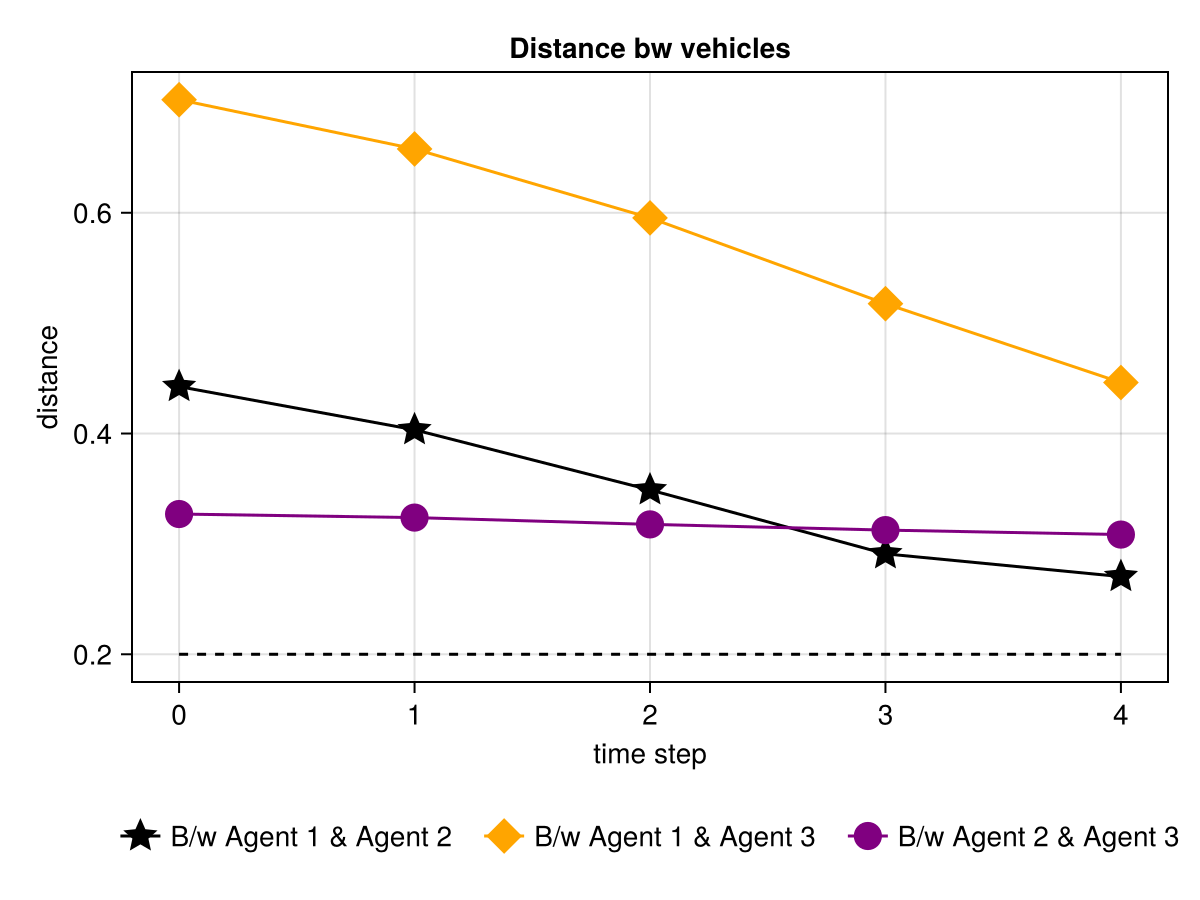 Distance bw vehicles
distance
0.6
0.4
0.2
0 1 2 3 4
time step
B/w Agent 1 & Agent 2 B/w Agent 1 & Agent 3 B/w Agent 2 & Agent 3